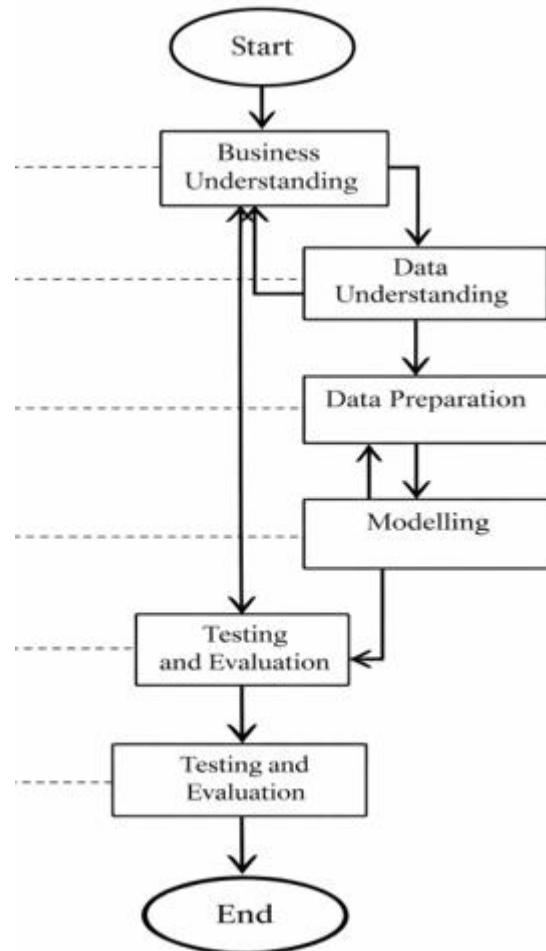 Start
Business
Understanding
Data
Understanding
Data Preparation
Modelling
Testing
and Evaluation
Testing and
Evaluation
End